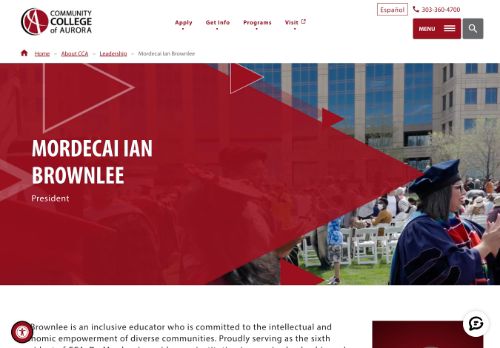 COMMUNITY
COLLEGE
of AURORA
Español
303-360-4700
Apply
Get Info
Programs
Visit
MENU
Home – About CCA – Leadership – Mordecai Ian Brownlee
MORDECAI IAN
BROWNLEE
President
Brownlee is an inclusive educator who is committed to the intellectual and
nomic empowerment of diverse communities. Proudly serving as the sixth